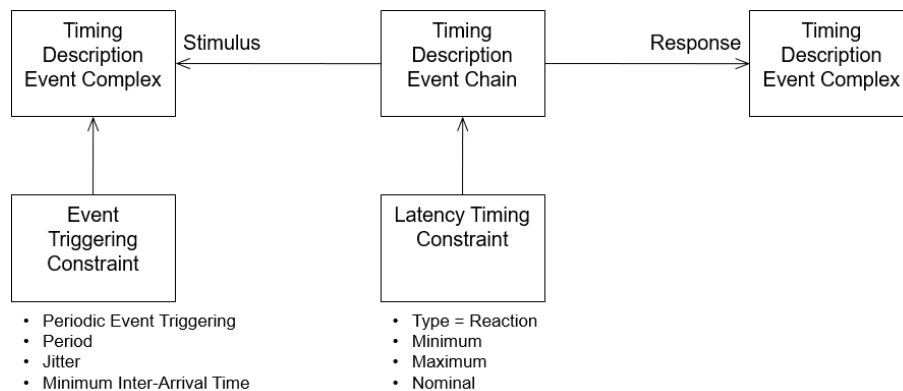 Timing
Description
Event Complex
Stimulus
Timing
Description
Event Chain
Response
Timing
Description
Event Complex
Event
Triggering
Constraint
Latency Timing
Constraint
• Periodic Event Triggering
• Period
• Jitter
• Minimum Inter-Arrival Time
• Type = Reaction
• Minimum
• Maximum
• Nominal